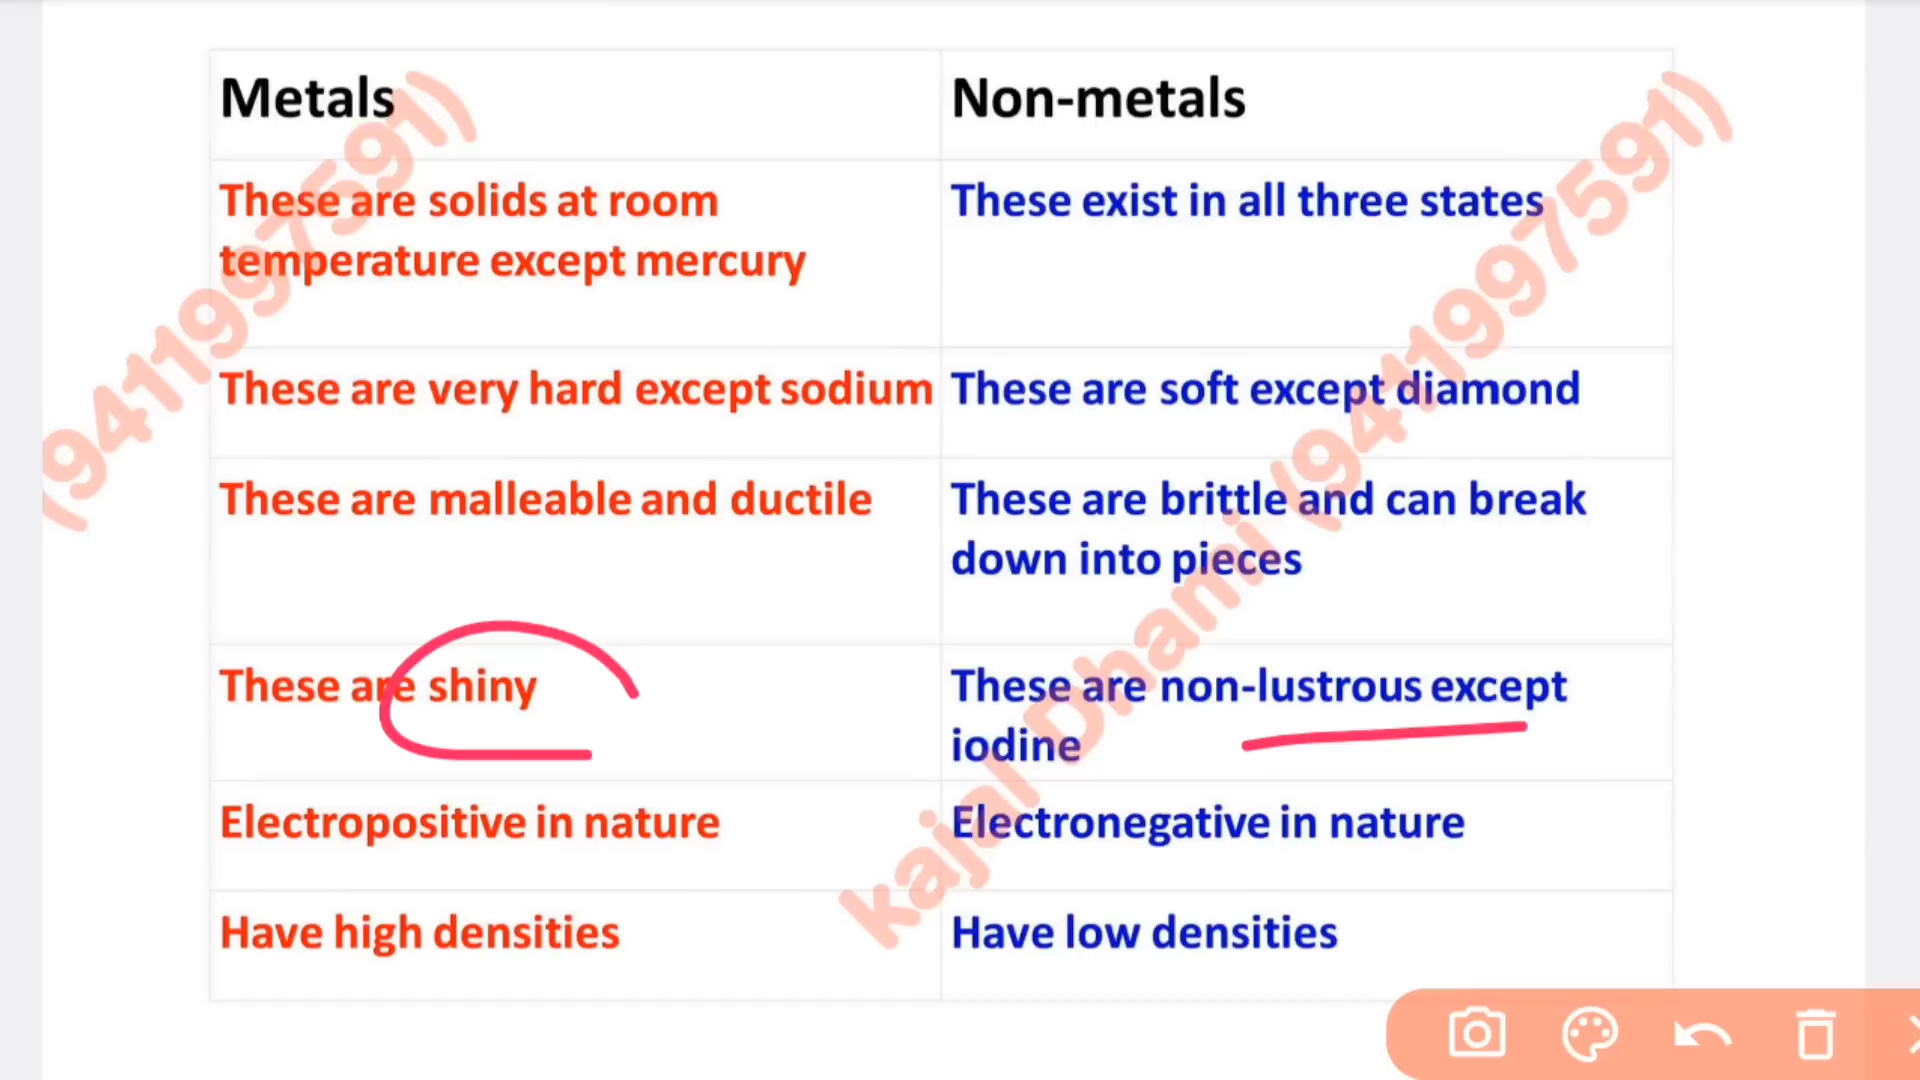 Metals
Non-metals
These are solids at room
temperature except mercury
These exist in all three states
These are very hard except sodium
These are soft except diamond
These are malleable and ductile
These are brittle and can break
down into pieces
These are shiny
These are non-lustrous except
iodine
Electropositive in nature
Electronegative in nature
Have high densities
Have low densities
(9411997591)
kajal Dhami (9411997591)